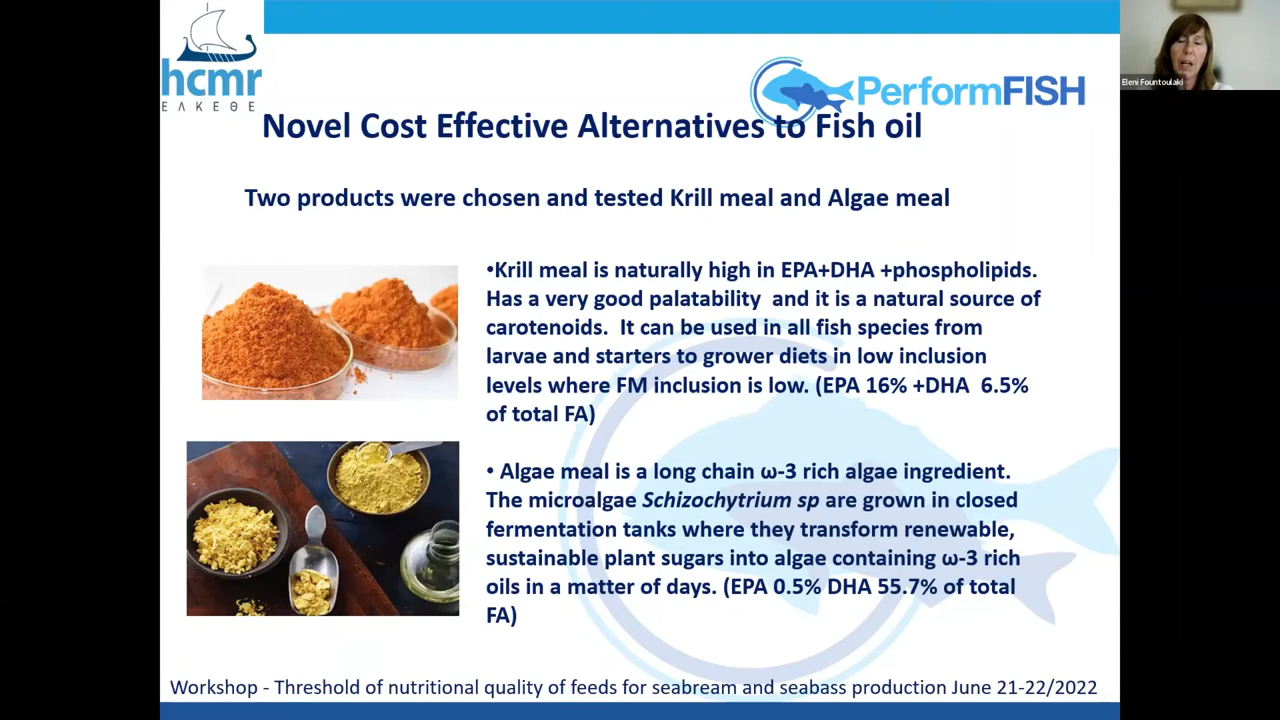 hcmr
ΕΛΚΕΘΕ
PerformFISH
Eleni Fountoulaki
Novel Cost Effective Alternatives to Fish oil
Two products were chosen and tested Krill meal and Algae meal
•Krill meal is naturally high in EPA+DHA +phospholipids.
Has a very good palatability and it is a natural source of
carotenoids. It can be used in all fish species from
larvae and starters to grower diets in low inclusion
levels where FM inclusion is low. (EPA 16% +DHA 6.5%
of total FA)
• Algae meal is a long chain ω-3 rich algae ingredient.
The microalgae Schizochytrium sp are grown in closed
fermentation tanks where they transform renewable,
sustainable plant sugars into algae containing ω-3 rich
oils in a matter of days. (EPA 0.5% DHA 55.7% of total
FA)
Workshop - Threshold of nutritional quality of feeds for seabream and seabass production June 21-22/2022